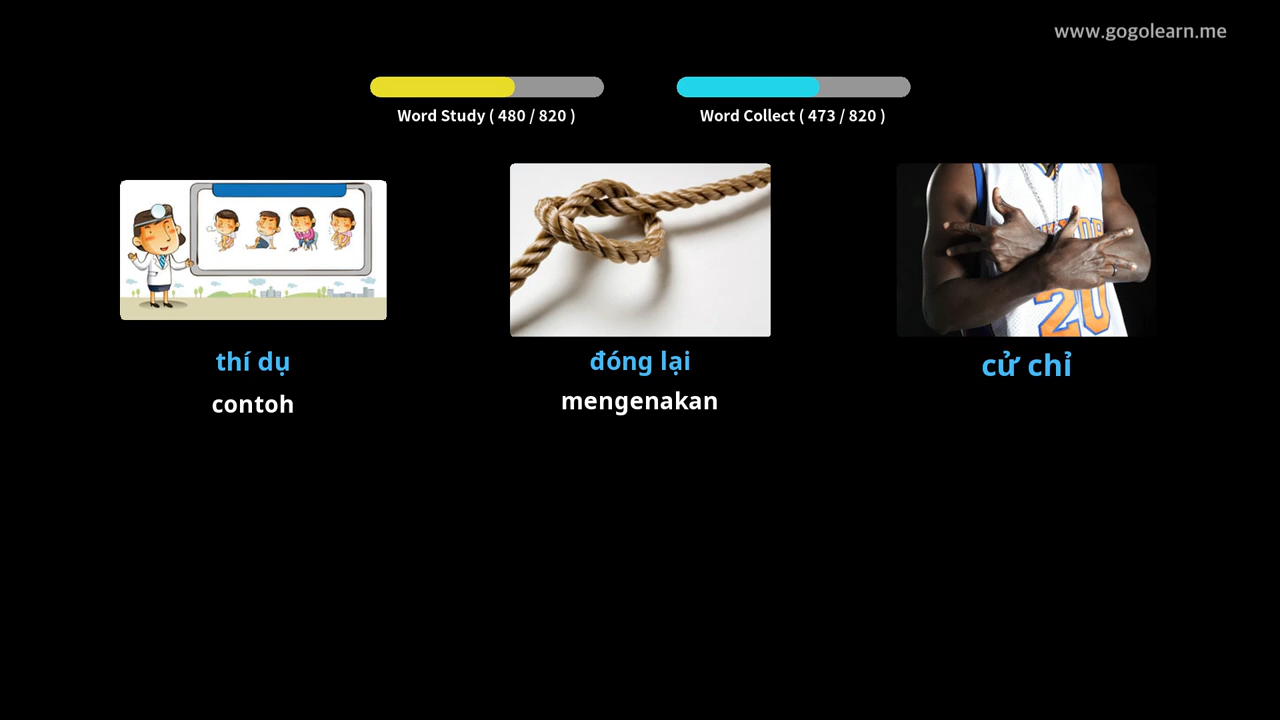 www.gogolearn.me
Word Study ( 480 / 820 )
Word Collect ( 473 / 820 )
20
thí dụ
contoh
đóng lại
mengenakan
cử chỉ